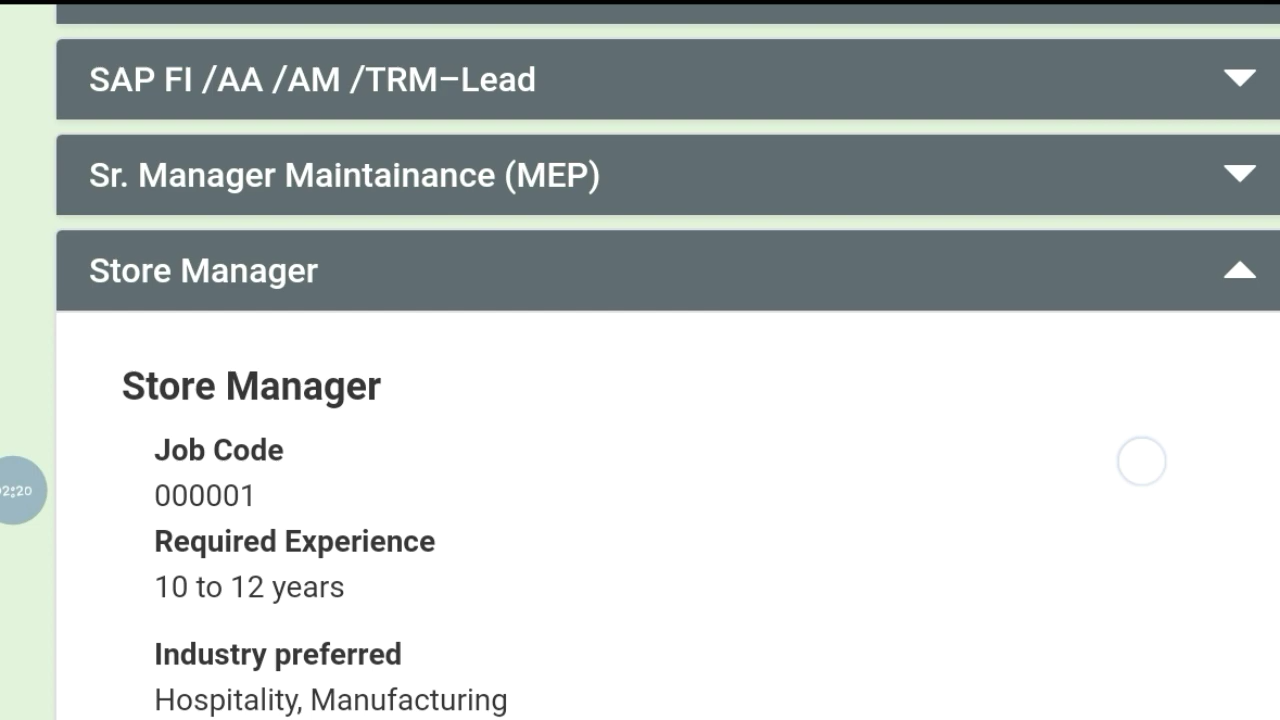 SAP FI /AA /AM /TRM–Lead
Sr. Manager Maintainance (MEP)
Store Manager
Store Manager
Job Code
000001
Required Experience
10 to 12 years
Industry preferred
Hospitality, Manufacturing
2:20